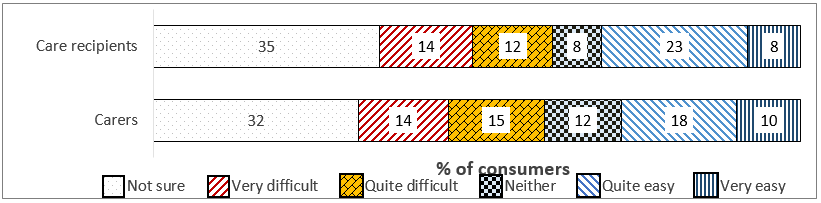 Care recipients 35 14 12 8 23 8
Carers 32 14 15 12 18 10
% of consumers
Not sure Very difficult Quite difficult Neither Quite easy Very easy